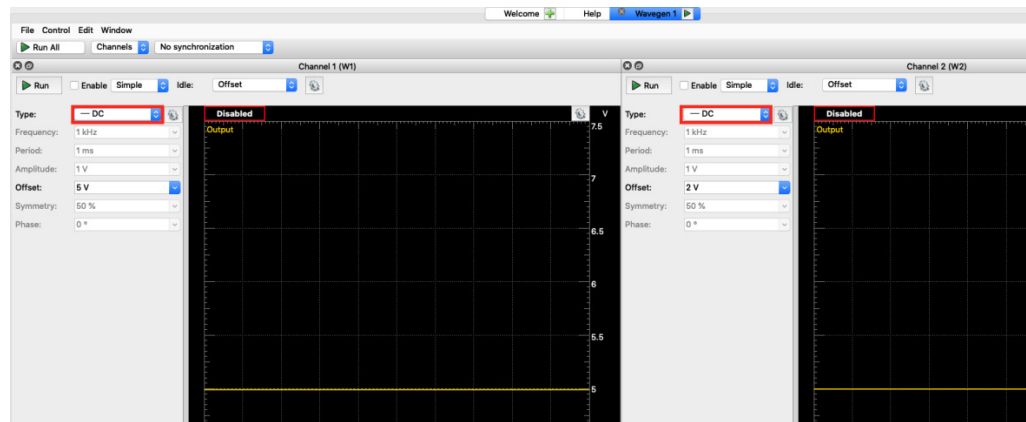 Welcome Help Wavegen 1
File Control Edit Window
Run All Channels No synchronization
Channel 1 (W1)
Run Enable Simple Idle: Offset
Type: — DC
Frequency: 1 kHz
Period: 1 ms
Amplitude: 1 V
Offset: 5 V
Symmetry: 50 %
Phase: 0 °
Disabled V
Output
7.5
7
6.5
6
5.5
5
Channel 2 (W2)
Run Enable Simple Idle: Offset
Type: — DC
Frequency: 1 kHz
Period: 1 ms
Amplitude: 1 V
Offset: 2 V
Symmetry: 50 %
Phase: 0 °
Disabled
Output